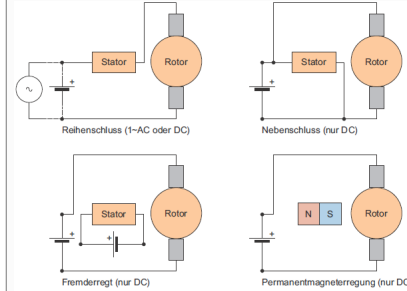 Stator
Rotor
~
+
Reihenschluss (1~AC oder DC)
Stator
Rotor
+
Nebenschluss (nur DC)
Stator
Rotor
+
+
Fremderregt (nur DC)
N S
Rotor
+
Permanentmagneterregung (nur DC